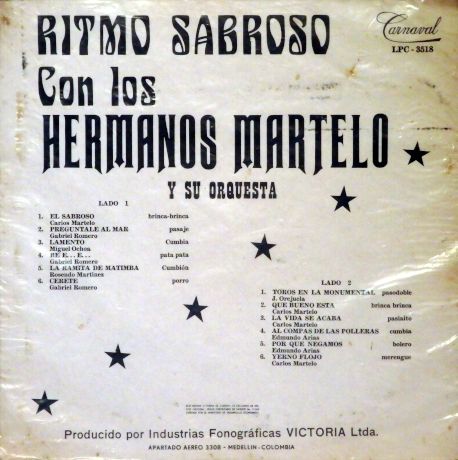 RITMO SABROSO
Carnaval
LPC - 3518
Con los
HERMANOS MARTELO
Y SU ORQUESTA
LADO 1
1. EL SABROSO brinca-brinca
Carlos Martelo
2. PREGUNTALE AL MAR pasaje
Gabriel Romero
3. LAMENTO Cumbia
Miguel Ochoa
4. BE E... E... pata pata
Gabriel Romero
5. LA RAMITA DE MATIMBA Cumbión
Rosendo Martínez
6. CERETE porro
Gabriel Romero
LADO 2
1. TOROS EN LA MONUMENTAL pasodoble
J. Orejuela
2. QUE BUENO ESTA brinca brinca
Carlos Martelo
3. LA VIDA SE ACABA paslaito
Carlos Martelo
4. AL COMPAS DE LAS POLLERAS cumbia
Edmundo Arias
5. POR QUE NEGAMOS bolero
Edmundo Arias
6. YERNO FLOJO merengue
Carlos Martelo
Producido por Industrias Fonográficas VICTORIA Ltda.
APARTADO AEREO 3308 - MEDELLIN - COLOMBIA